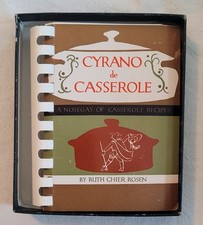 CYRANO
de
CASSEROLE
A NOSEGAY OF CASSEROLE RECIPES
BY RUTH CHIER ROSEN